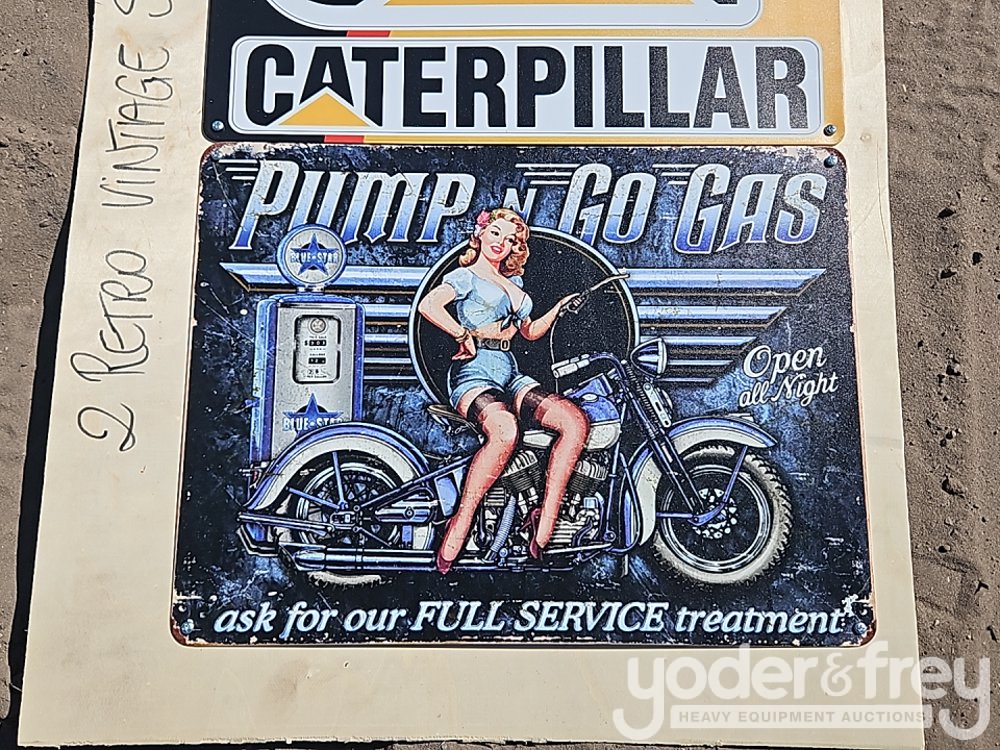 CATERPILLAR
PUMP N GO GAS
BLUE-STAR
BLUE-STAR
Open
all Night
ask for our FULL SERVICE treatment
2 RETRO VINTAGE S
yoder&frey
HEAVY EQUIPMENT AUCTIONS